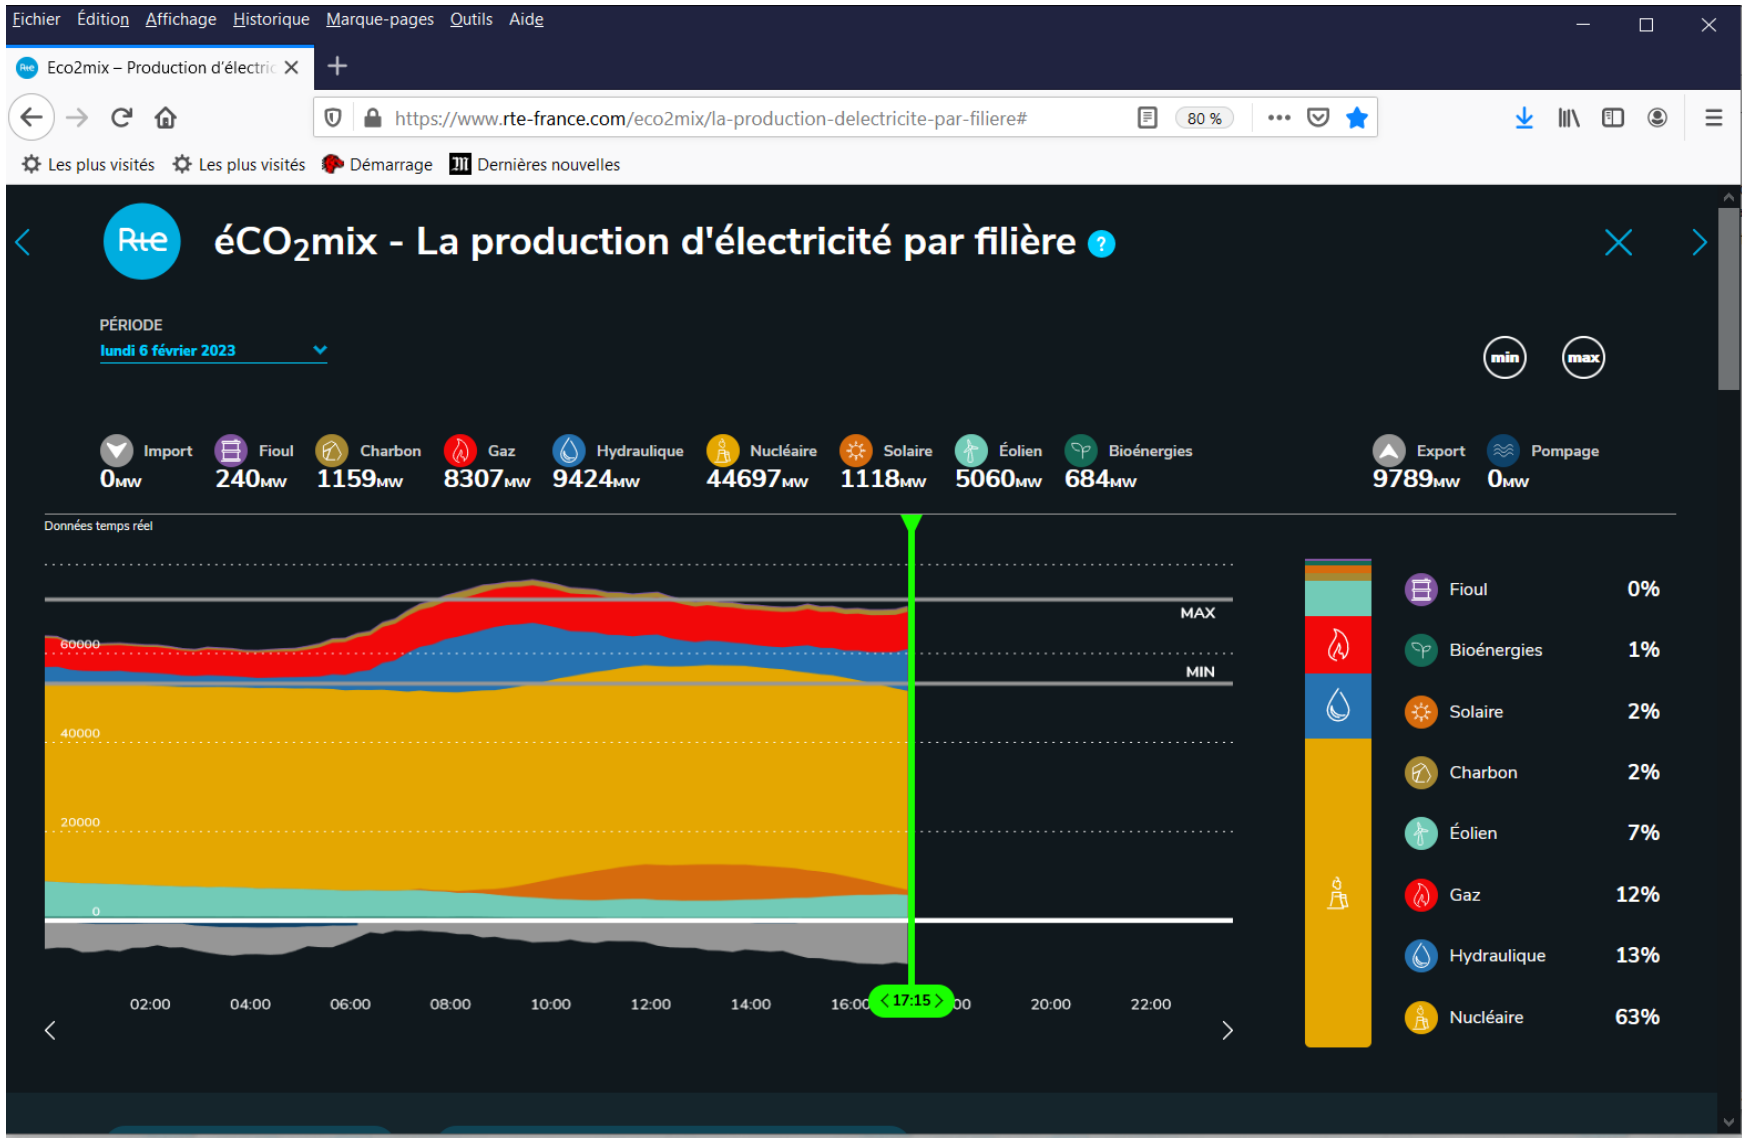 Fichier Édition Affichage Historique Marque-pages Outils Aide
Rte Eco2mix – Production d'électric
https://www.rte-france.com/eco2mix/la-production-delectricite-par-filiere# 80 %
Les plus visités Les plus visités Démarrage M Dernières nouvelles
Rte éCO2mix - La production d'électricité par filière ?
PÉRIODE
lundi 6 février 2023
min max
Import Fioul Charbon Gaz Hydraulique Nucléaire Solaire Éolien Bioénergies Export Pompage
0MW 240MW 1159MW 8307MW 9424MW 44697MW 1118MW 5060MW 684MW 9789MW 0MW
Données temps réel
Fioul 0%
MAX
60000
Bioénergies 1%
MIN
Solaire 2%
40000
Charbon 2%
20000
Éolien 7%
Gaz 12%
0
Hydraulique 13%
02:00 04:00 06:00 08:00 10:00 12:00 14:00 16:00 <17:15> 00 20:00 22:00
Nucléaire 63%